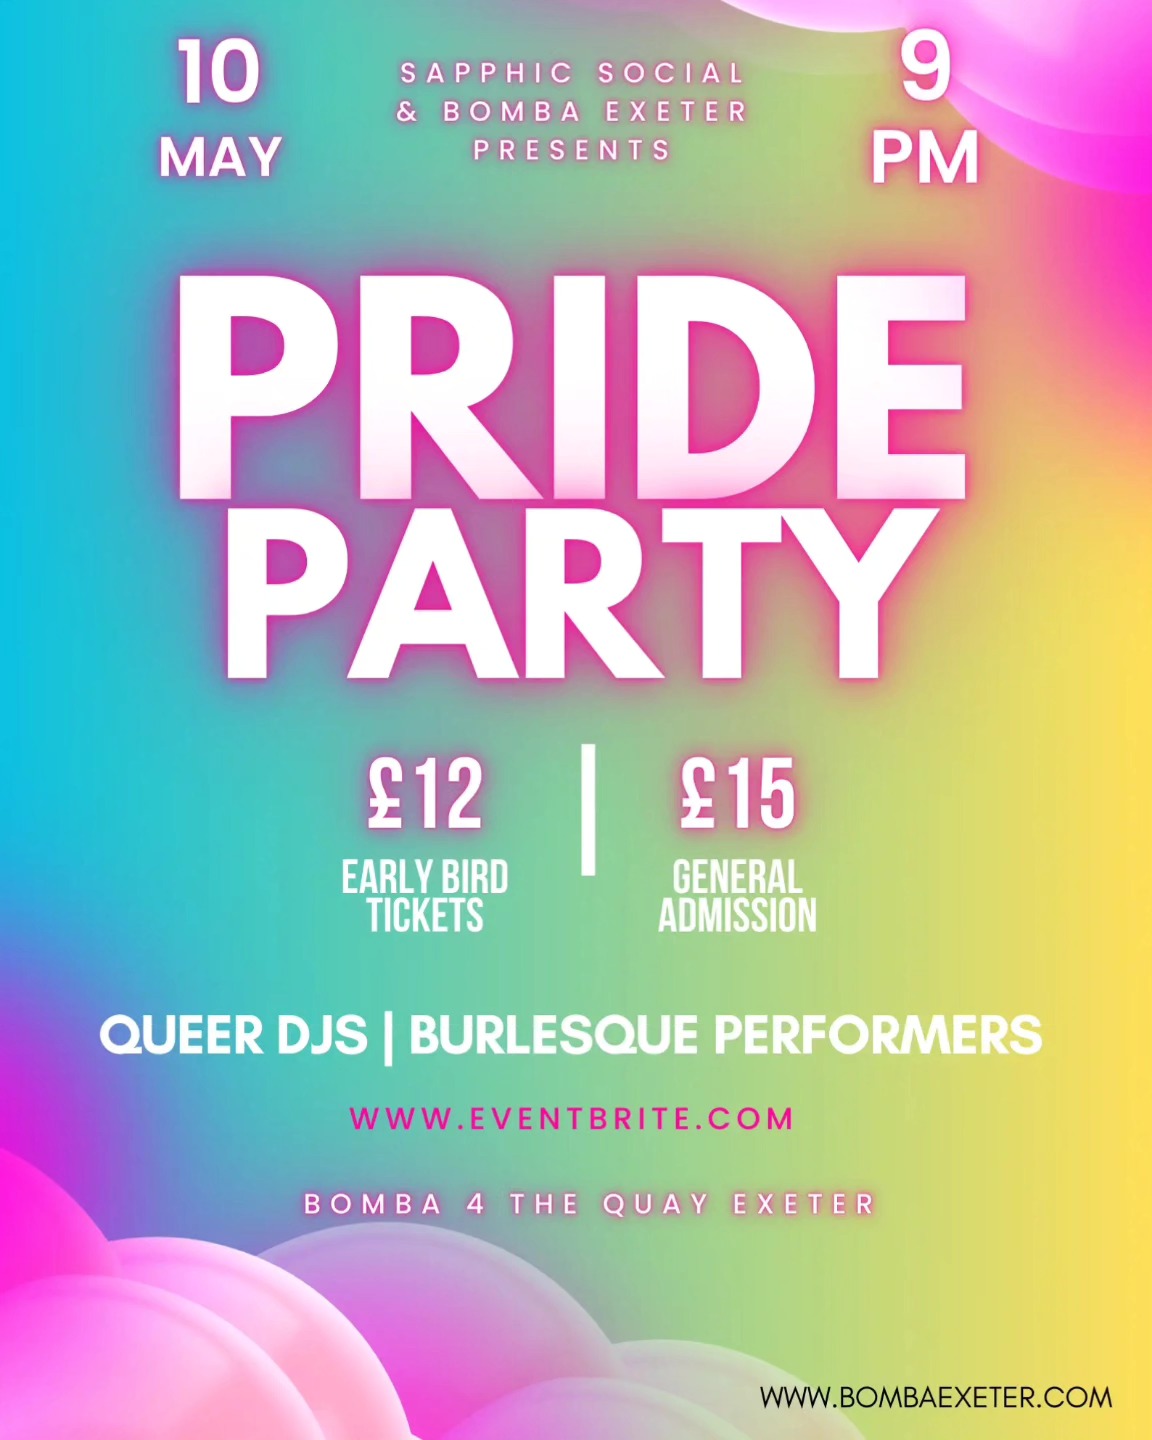 10
MAY
SAPPHIC SOCIAL
& BOMBA EXETER
PRESENTS
9
PM
PRIDE
PARTY
£12
EARLY BIRD
TICKETS
|
£15
GENERAL
ADMISSION
QUEER DJS | BURLESQUE PERFORMERS
WWW.EVENTBRITE.COM
BOMBA 4 THE QUAY EXETER
WWW.BOMBAEXETER.COM